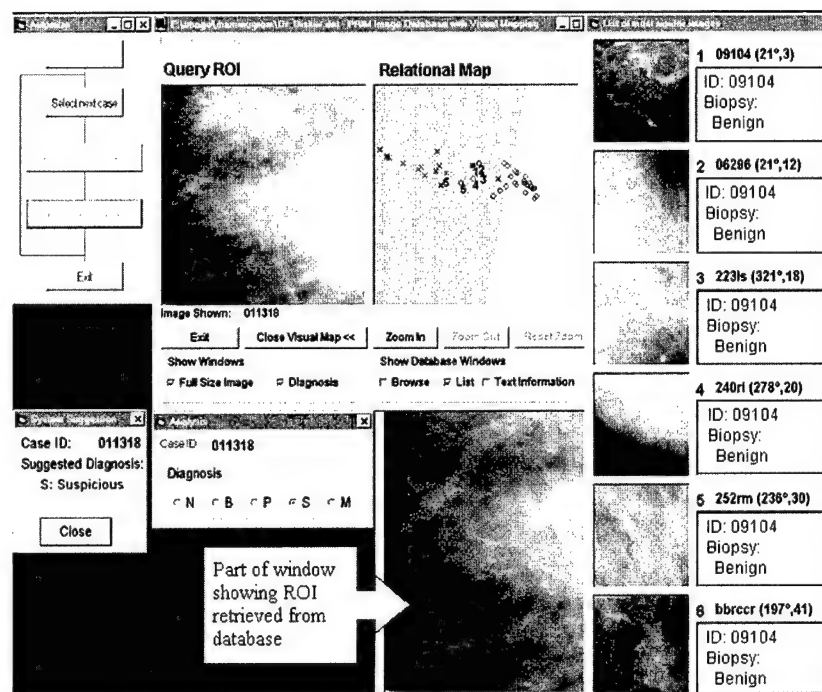 Query ROI
Relational Map
Select next case
Exit
Image Shown: 011318
Exit
Close Visual Map <<
Zoom In
Zoom Out
Reset Zoom
Show Windows
Show Database Windows
Full Size Image
Diagnosis
Browse
List
Text Information
Case ID: 011318
Suggested Diagnosis:
S: Suspicious
Close
Analysis
Case ID 011318
Diagnosis
N B P S M
Part of window
showing ROI
retrieved from
database
1 09104 (21°,3)
ID: 09104
Biopsy:
Benign
2 06286 (21°,12)
ID: 09104
Biopsy:
Benign
3 223ls (321°,18)
ID: 09104
Biopsy:
Benign
4 240rl (278°,20)
ID: 09104
Biopsy:
Benign
5 252rm (236°,30)
ID: 09104
Biopsy:
Benign
6 bbrccr (197°,41)
ID: 09104
Biopsy:
Benign